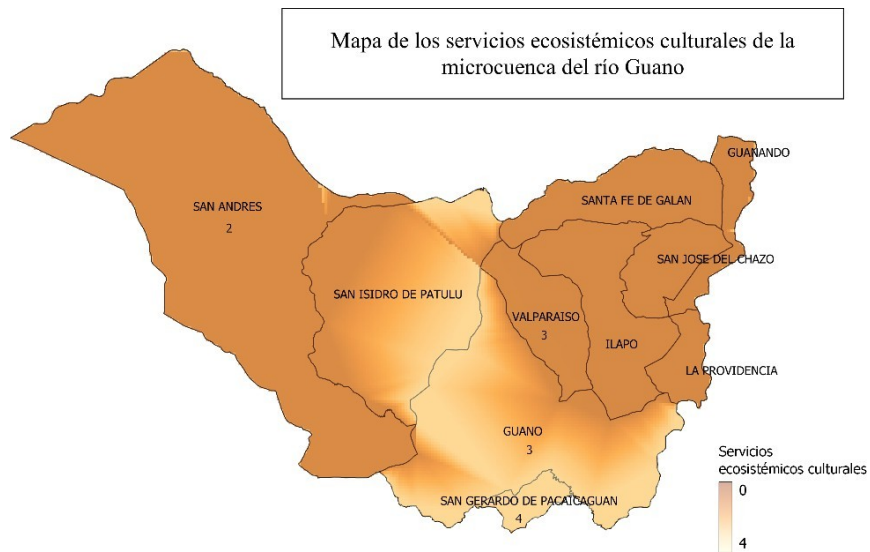 Mapa de los servicios ecosistémicos culturales de la
microcuenca del río Guano
GUANANDO
SANTA FE DE GALAN
SAN ANDRES
2
SAN JOSE DEL CHAZO
SAN ISIDRO DE PATULU
VALPARAISO
3
ILAPO
LA PROVIDENCIA
GUANO
3
SAN GERARDO DE PACAICAGUAN
4
Servicios
ecosistémicos culturales
0
4